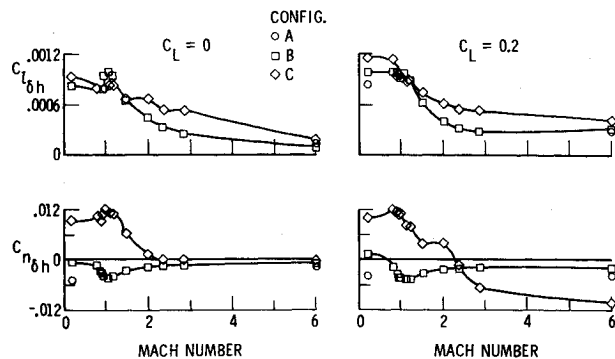 CONFIG.
C_L = 0
○ A
□ B
◇ C
C_L = 0.2
.0012
C_lδh
.0006
0
.012
C_nδh
0
-.012
0 2 4 6
0 2 4 6
MACH NUMBER
MACH NUMBER